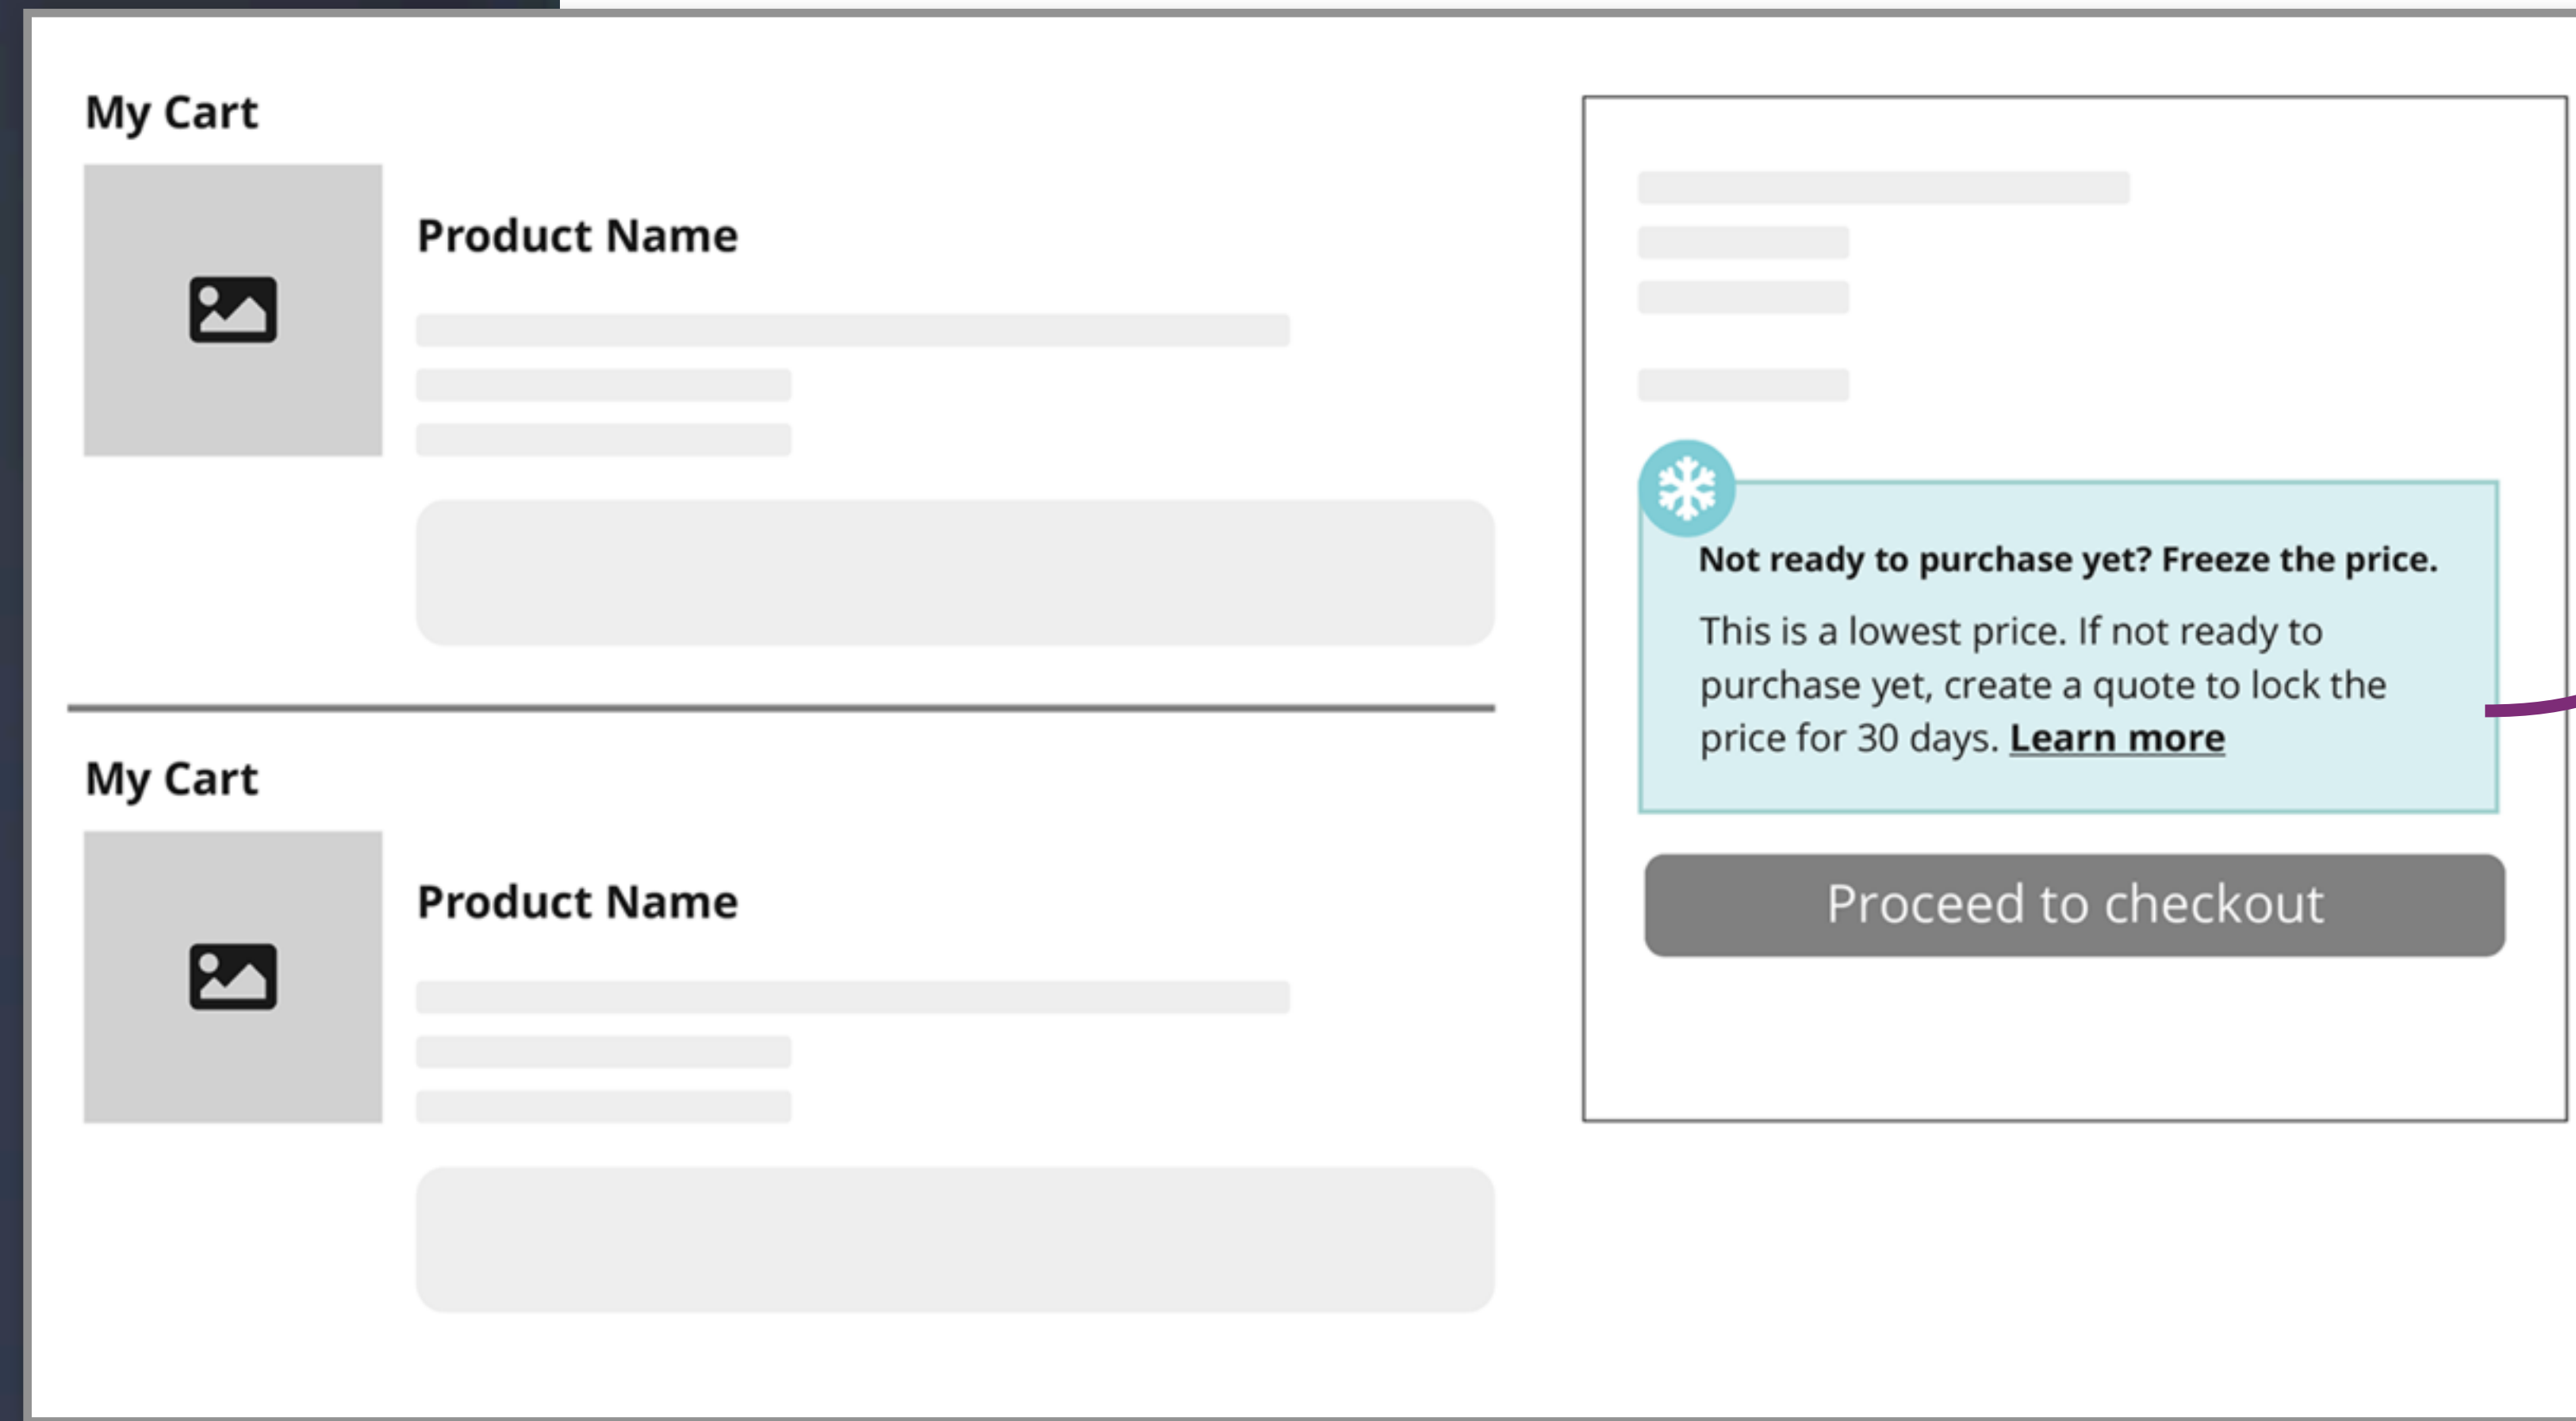 My Cart
Product Name
My Cart
Product Name
Not ready to purchase yet? Freeze the price.
This is a lowest price. If not ready to
purchase yet, create a quote to lock the
price for 30 days. Learn more
Proceed to checkout